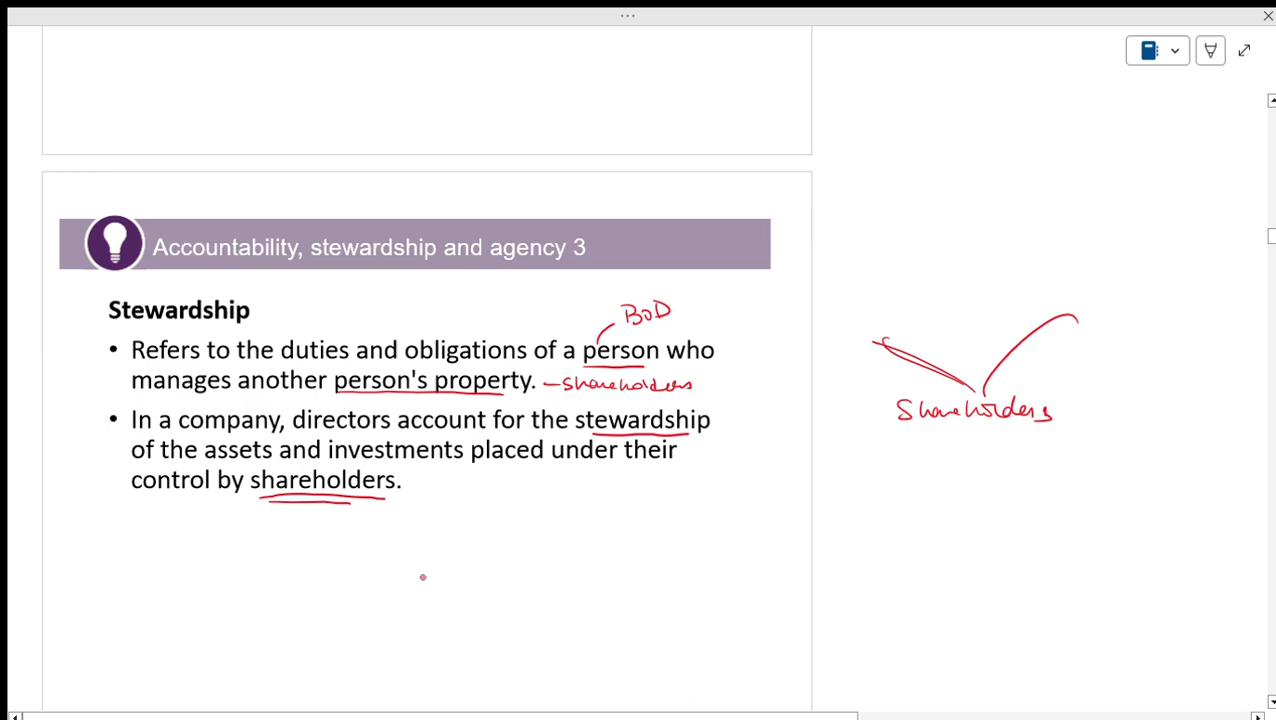 Accountability, stewardship and agency 3
Stewardship
BOD
• Refers to the duties and obligations of a person who
manages another person's property. – shareholders
• In a company, directors account for the stewardship
of the assets and investments placed under their
control by shareholders.
Shareholders